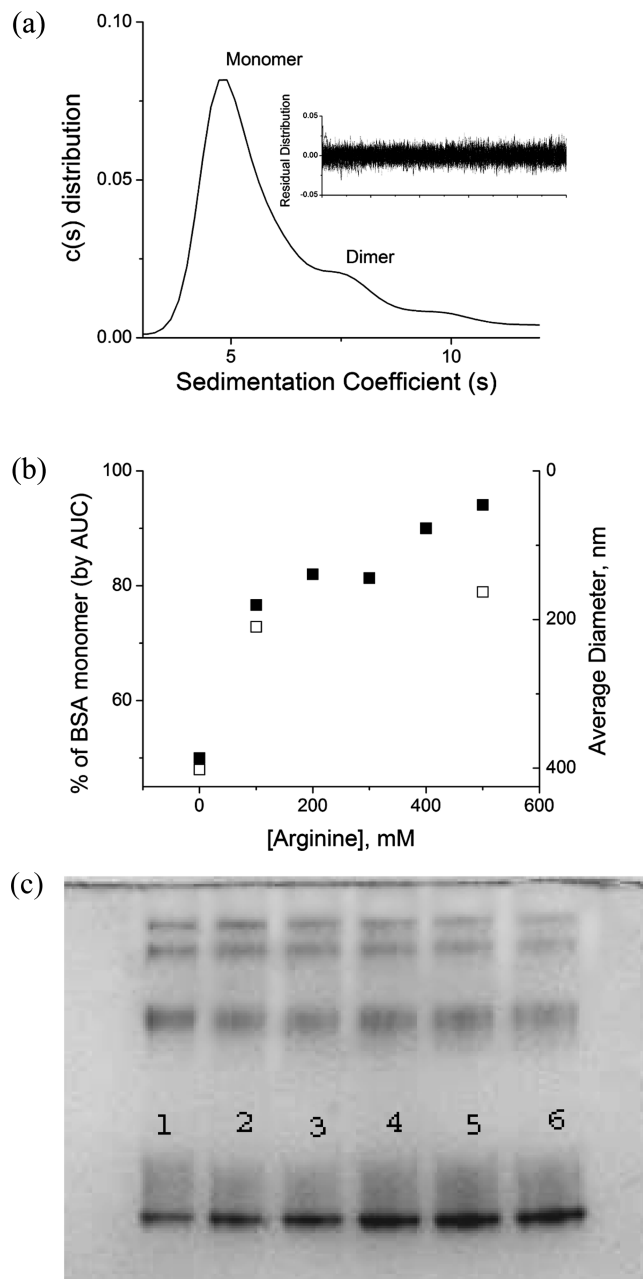 (a)
0.10
0.05
0.00
c(s) distribution
Monomer
Dimer
Residual Distribution
0.05
0.00
-0.05
5
10
Sedimentation Coefficient (s)
(b)
100
80
60
% of BSA monomer (by AUC)
0
200
400
Average Diameter, nm
0
200
400
600
[Arginine], mM
(c)
1 2 3 4 5 6